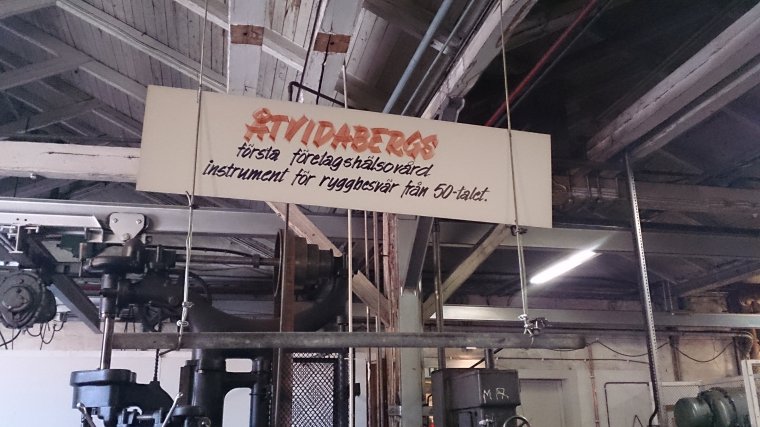 ÅTVIDABERGS
första företagshälsovård.
instrument för ryggbesvär från 50-talet.
M.R